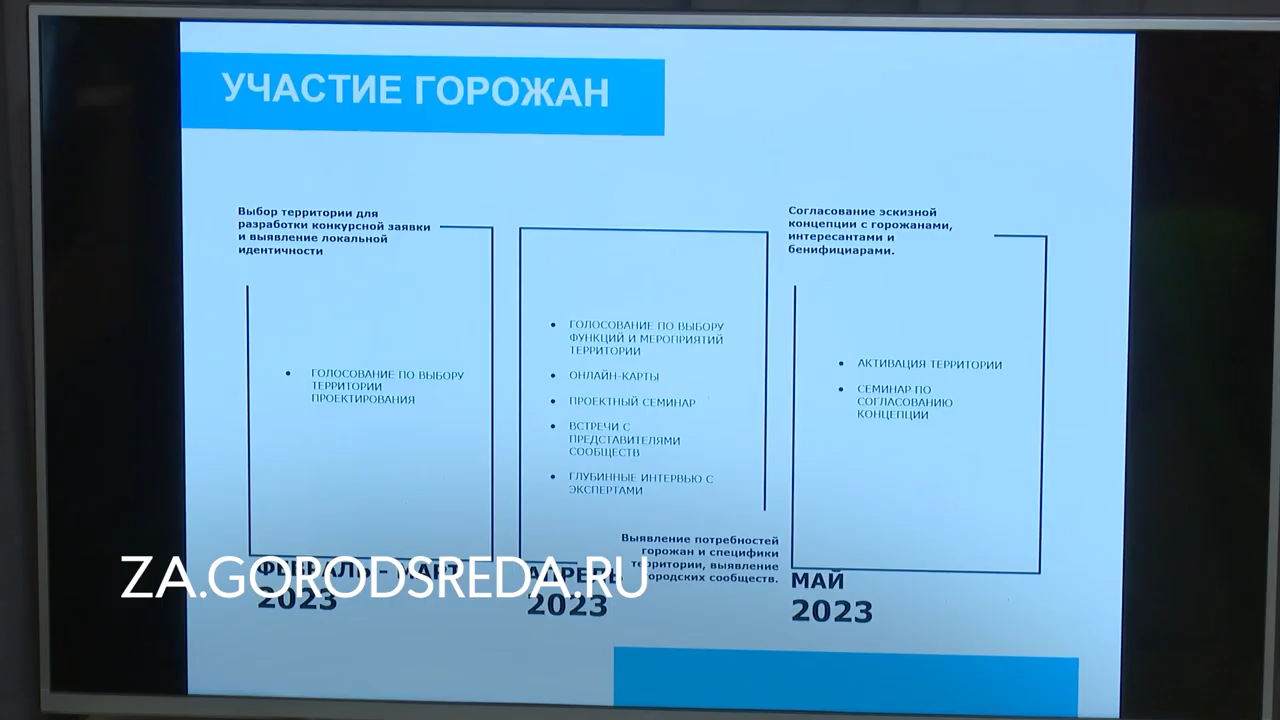 УЧАСТИЕ ГОРОЖАН
Выбор территории для
разработки конкурсной заявки
и выявление локальной
идентичности
• ГОЛОСОВАНИЕ ПО ВЫБОРУ
ТЕРРИТОРИИ
ПРОЕКТИРОВАНИЯ
ФЕВРАЛЬ - МАРТ
2023
• ГОЛОСОВАНИЕ ПО ВЫБОРУ
ФУНКЦИЙ И МЕРОПРИЯТИЙ
ТЕРРИТОРИИ
• ОНЛАЙН-КАРТЫ
• ПРОЕКТНЫЙ СЕМИНАР
• ВСТРЕЧИ С
ПРЕДСТАВИТЕЛЯМИ
СООБЩЕСТВ
• ГЛУБИННЫЕ ИНТЕРВЬЮ С
ЭКСПЕРТАМИ
Выявление потребностей
горожан и специфики
территории, выявление
городских сообществ.
АПРЕЛЬ
2023
Согласование эскизной
концепции с горожанами,
интересантами и
бенифициарами.
• АКТИВАЦИЯ ТЕРРИТОРИИ
• СЕМИНАР ПО
СОГЛАСОВАНИЮ
КОНЦЕПЦИИ
МАЙ
2023
ZA.GORODSREDA.RU